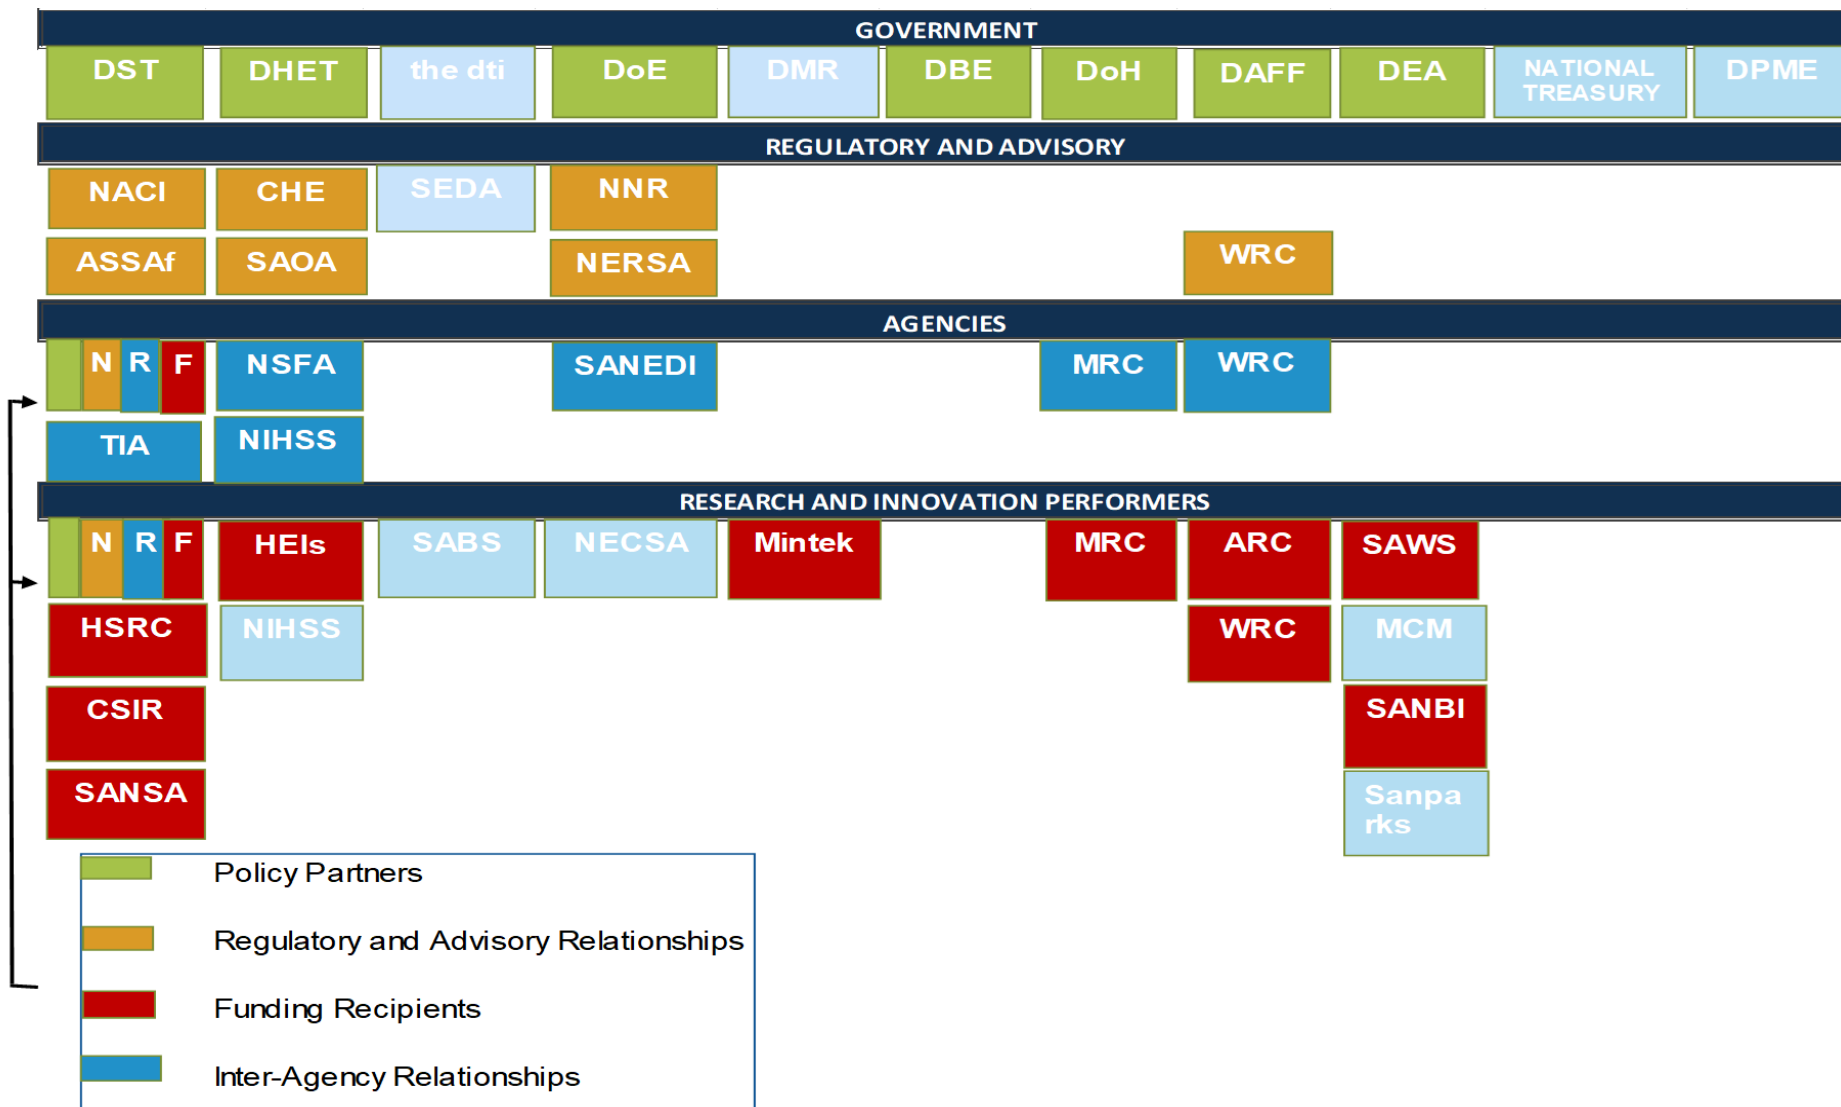 GOVERNMENT
DST DHET the dti DoE DMR DBE DoH DAFF DEA NATIONAL TREASURY DPME
REGULATORY AND ADVISORY
NACI CHE SEDA NNR
ASSAf SAOA NERSA WRC
AGENCIES
N R F NSFA SANEDI MRC WRC
TIA NIHSS
RESEARCH AND INNOVATION PERFORMERS
N R F HEIs SABS NECSA Mintek MRC ARC SAWS
HSRC NIHSS WRC MCM
CSIR SANBI
SANSA Sanpa
rks
Policy Partners
Regulatory and Advisory Relationships
Funding Recipients
Inter-Agency Relationships